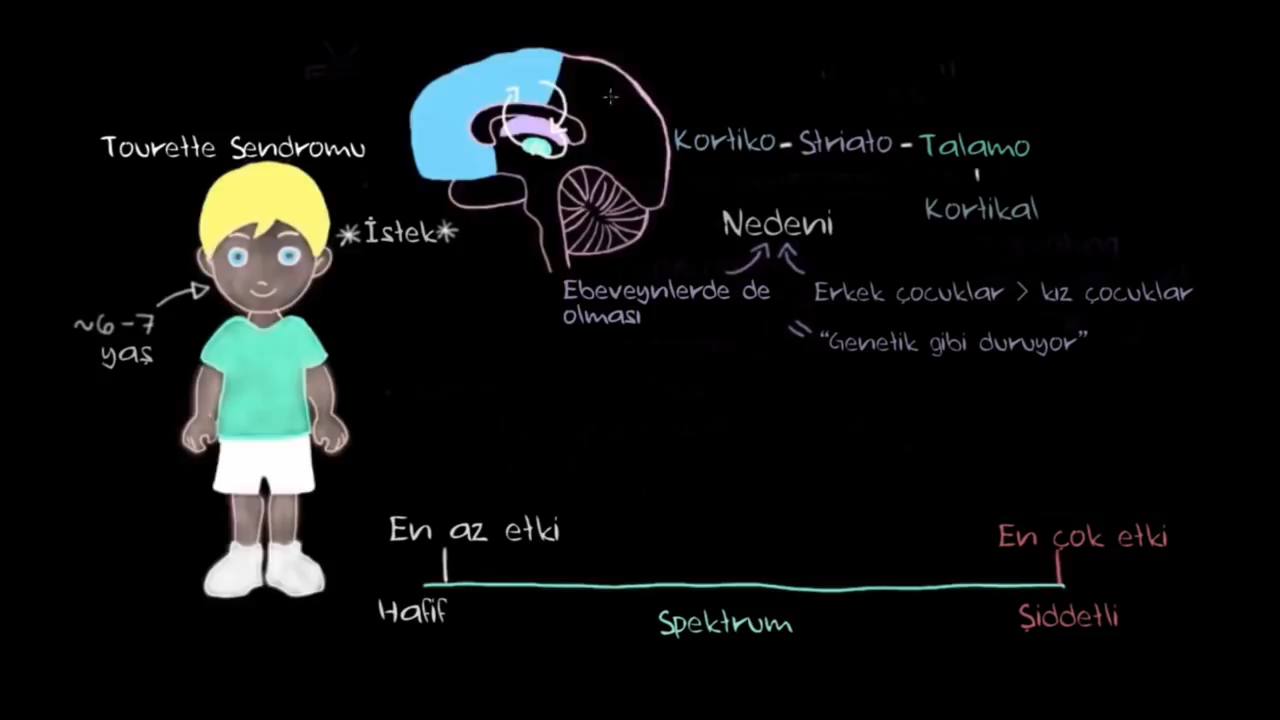 Tourette Sendromu
*İstek*
~6-7
yaş
Kortiko-Striato-Talamo
Kortikal
Nedeni
Ebeveynlerde de
olması
Erkek çocuklar > kız çocuklar
= "Genetik gibi duruyor"
En az etki
En çok etki
Hafif
Spektrum
Şiddetli